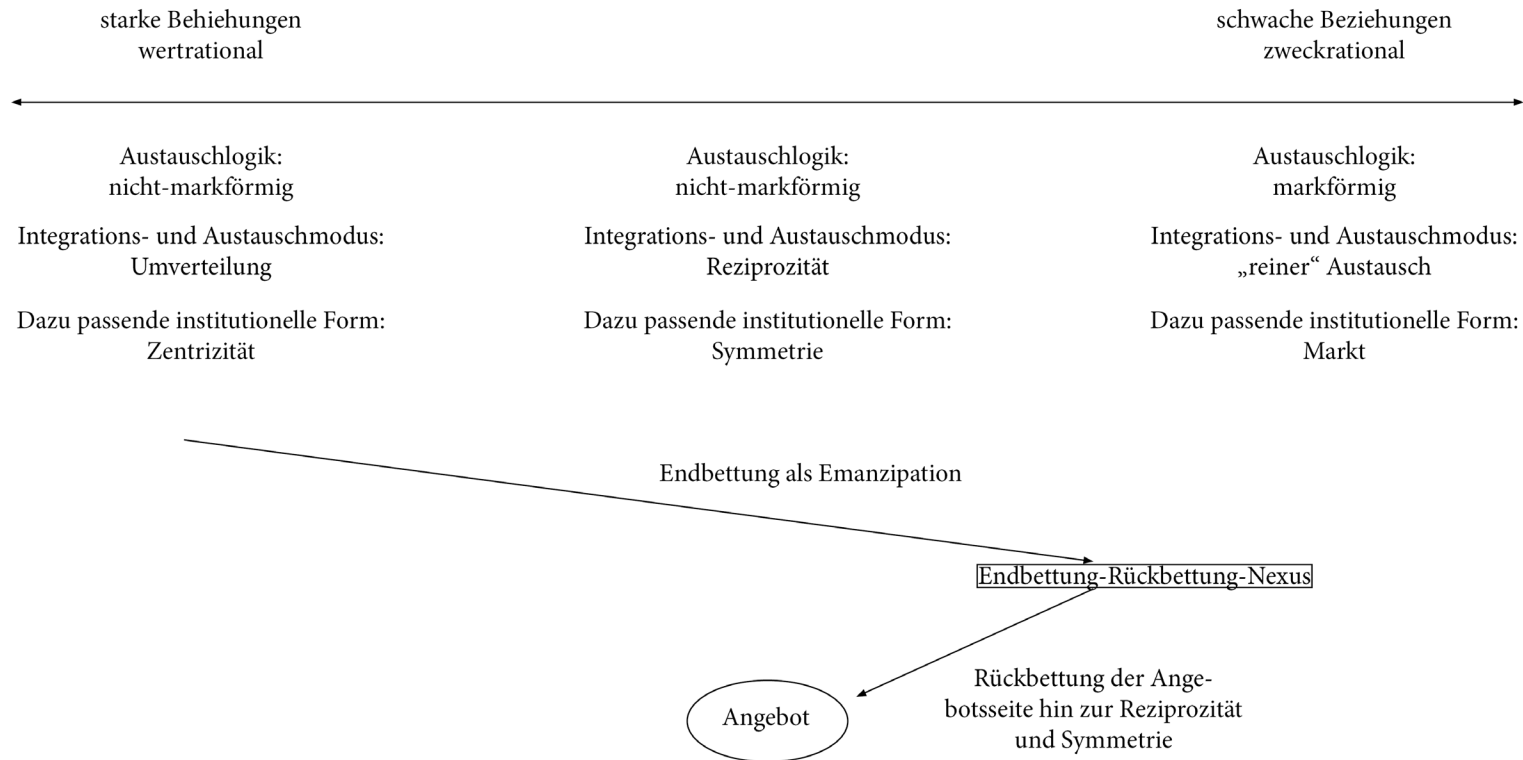 starke Behiehungen
wertrational
schwache Beziehungen
zweckrational
Austauschlogik:
nicht-markförmig
Austauschlogik:
nicht-markförmig
Austauschlogik:
markförmig
Integrations- und Austauschmodus:
Umverteilung
Integrations- und Austauschmodus:
Reziprozität
Integrations- und Austauschmodus:
„reiner“ Austausch
Dazu passende institutionelle Form:
Zentrizität
Dazu passende institutionelle Form:
Symmetrie
Dazu passende institutionelle Form:
Markt
Endbettung als Emanzipation
Endbettung-Rückbettung-Nexus
Rückbettung der Ange-
botsseite hin zur Reziprozität
und Symmetrie
Angebot